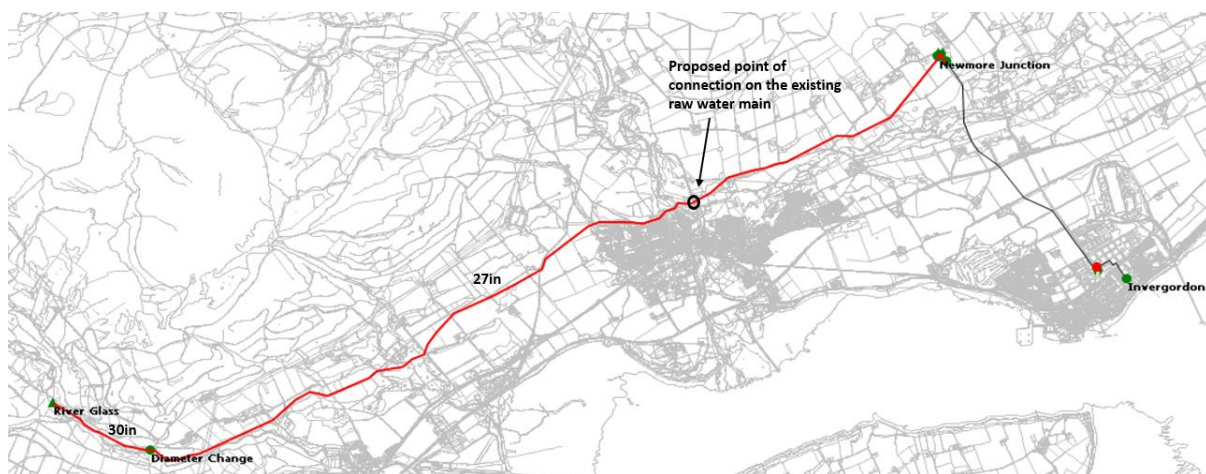 Proposed point of
connection on the existing
raw water main
Newmore Junction
27in
Invergordon
River Glass
30in
Diameter Change